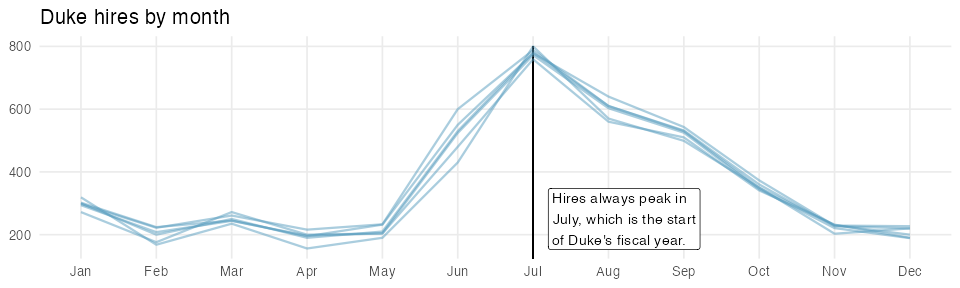 Duke hires by month
800
600
400
200
Hires always peak in
July, which is the start
of Duke's fiscal year.
Jan Feb Mar Apr May Jun Jul Aug Sep Oct Nov Dec